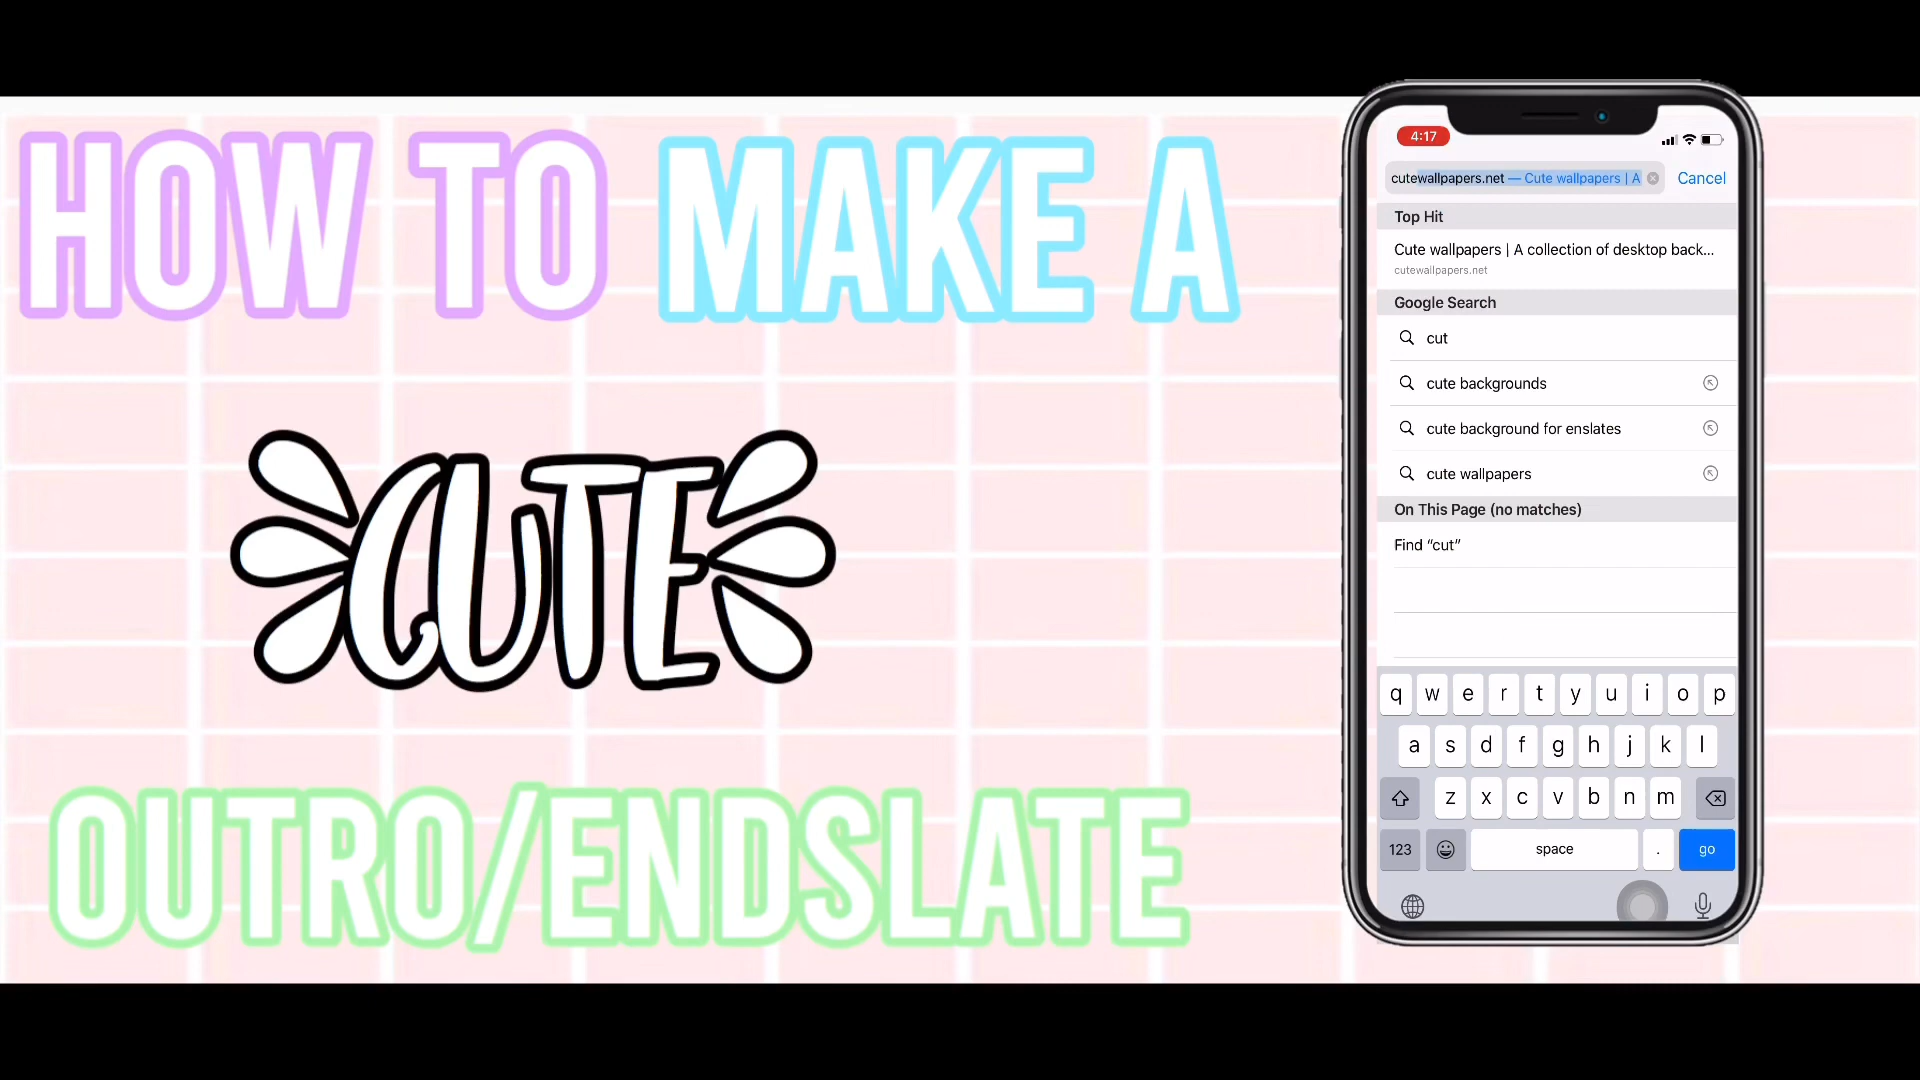 HOW TO MAKE A
CUTE
OUTRO/ENDSLATE
4:17
cutewallpapers.net — Cute wallpapers | A
Cancel
Top Hit
Cute wallpapers | A collection of desktop back...
cutewallpapers.net
Google Search
cut
cute backgrounds
cute background for enslates
cute wallpapers
On This Page (no matches)
Find “cut”
q w e r t y u i o p
a s d f g h j k l
z x c v b n m
123 space . go